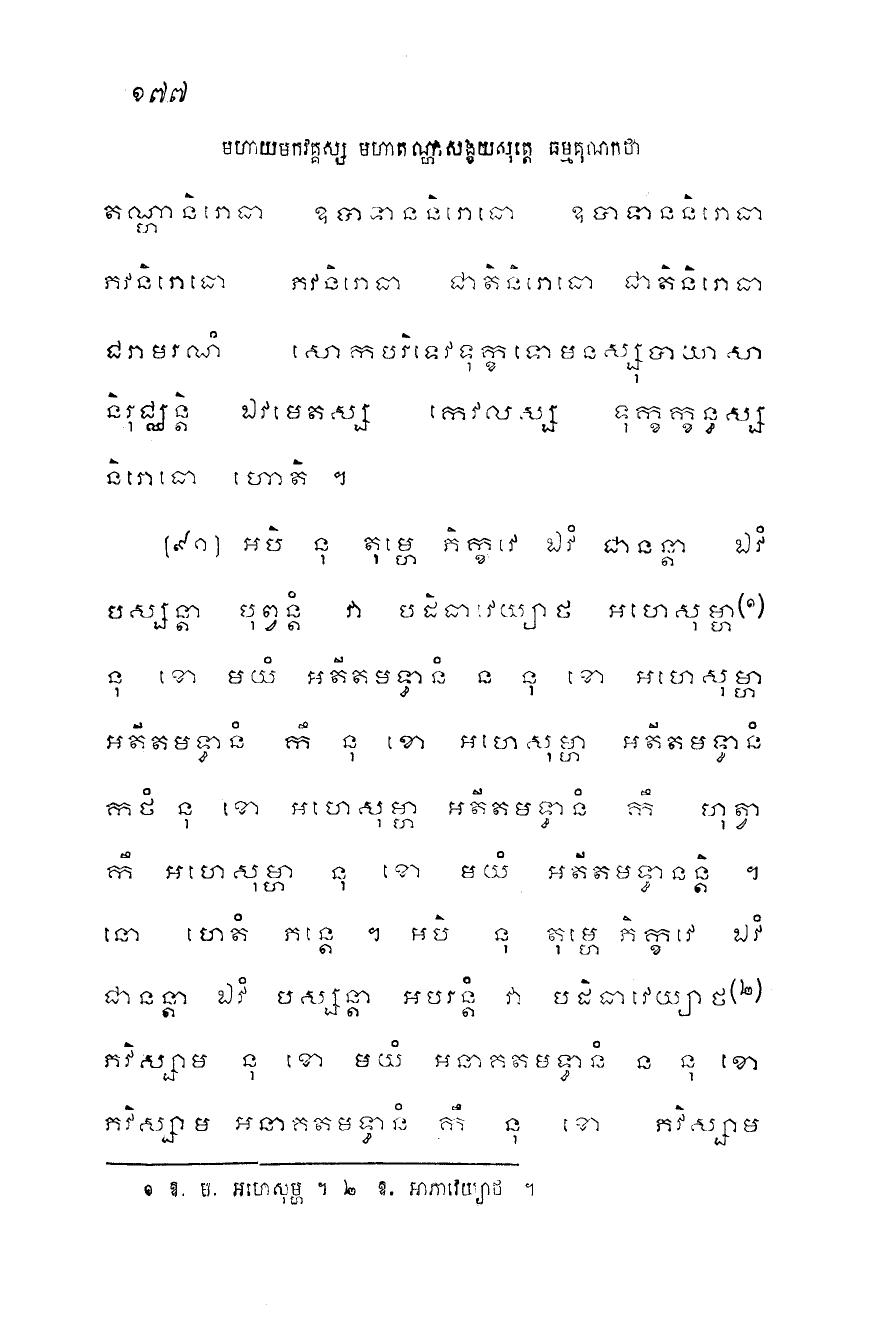 ១៧៧
មហាយមកវគ្គស្ស មហាតណ្ហាសង្ខយសុត្តេ ធម្មគុណកថា
តណ្ហានិរោធា ឧបាទាននិរោធោ ឧបាទាននិរោធា
ភវនិរោធោ ភវនិរោធា ជាតិនិរោធោ ជាតិនិរោធា
ជរាមរណំ សោកបរិទេវទុក្ខទោមនស្សុបាយាសា
និរុជ្ឈន្តិ ឯវមេតស្ស កេវលស្ស ទុក្ខក្ខន្ធស្ស
និរោធោ ហោតិ ។
[៩១] អបិ នុ តុម្ហេ ភិក្ខវេ ឯវំ ជានន្តា ឯវំ
បស្សន្តា បុព្វន្តំ វា បដិធាវេយ្យាថ អហេសុម្ហា(១)
នុ ខោ មយំ អតីតមទ្ធានំ ន នុ ខោ អហេសុម្ហា
អតីតមទ្ធានំ កឹ នុ ខោ អហេសុម្ហា អតីតមទ្ធានំ
កថំ នុ ខោ អហេសុម្ហា អតីតមទ្ធានំ កឹ ហុត្វា
កឹ អហេសុម្ហា នុ ខោ មយំ អតីតមទ្ធានន្តិ ។
នោ ហេតំ ភន្តេ ។ អបិ នុ តុម្ហេ ភិក្ខវេ ឯវំ
ជានន្តា ឯវំ បស្សន្តា អបរន្តំ វា បដិធាវេយ្យាថ(២)
ភវិស្សាម នុ ខោ មយំ អនាគតមទ្ធានំ ន នុ ខោ
ភវិស្សាម អនាគតមទ្ធានំ កឹ នុ ខោ ភវិស្សាម
១ ឱ. ម. អហេសុម្ហ ។ ២ ឱ. អាភាវេយ្យាថ ។